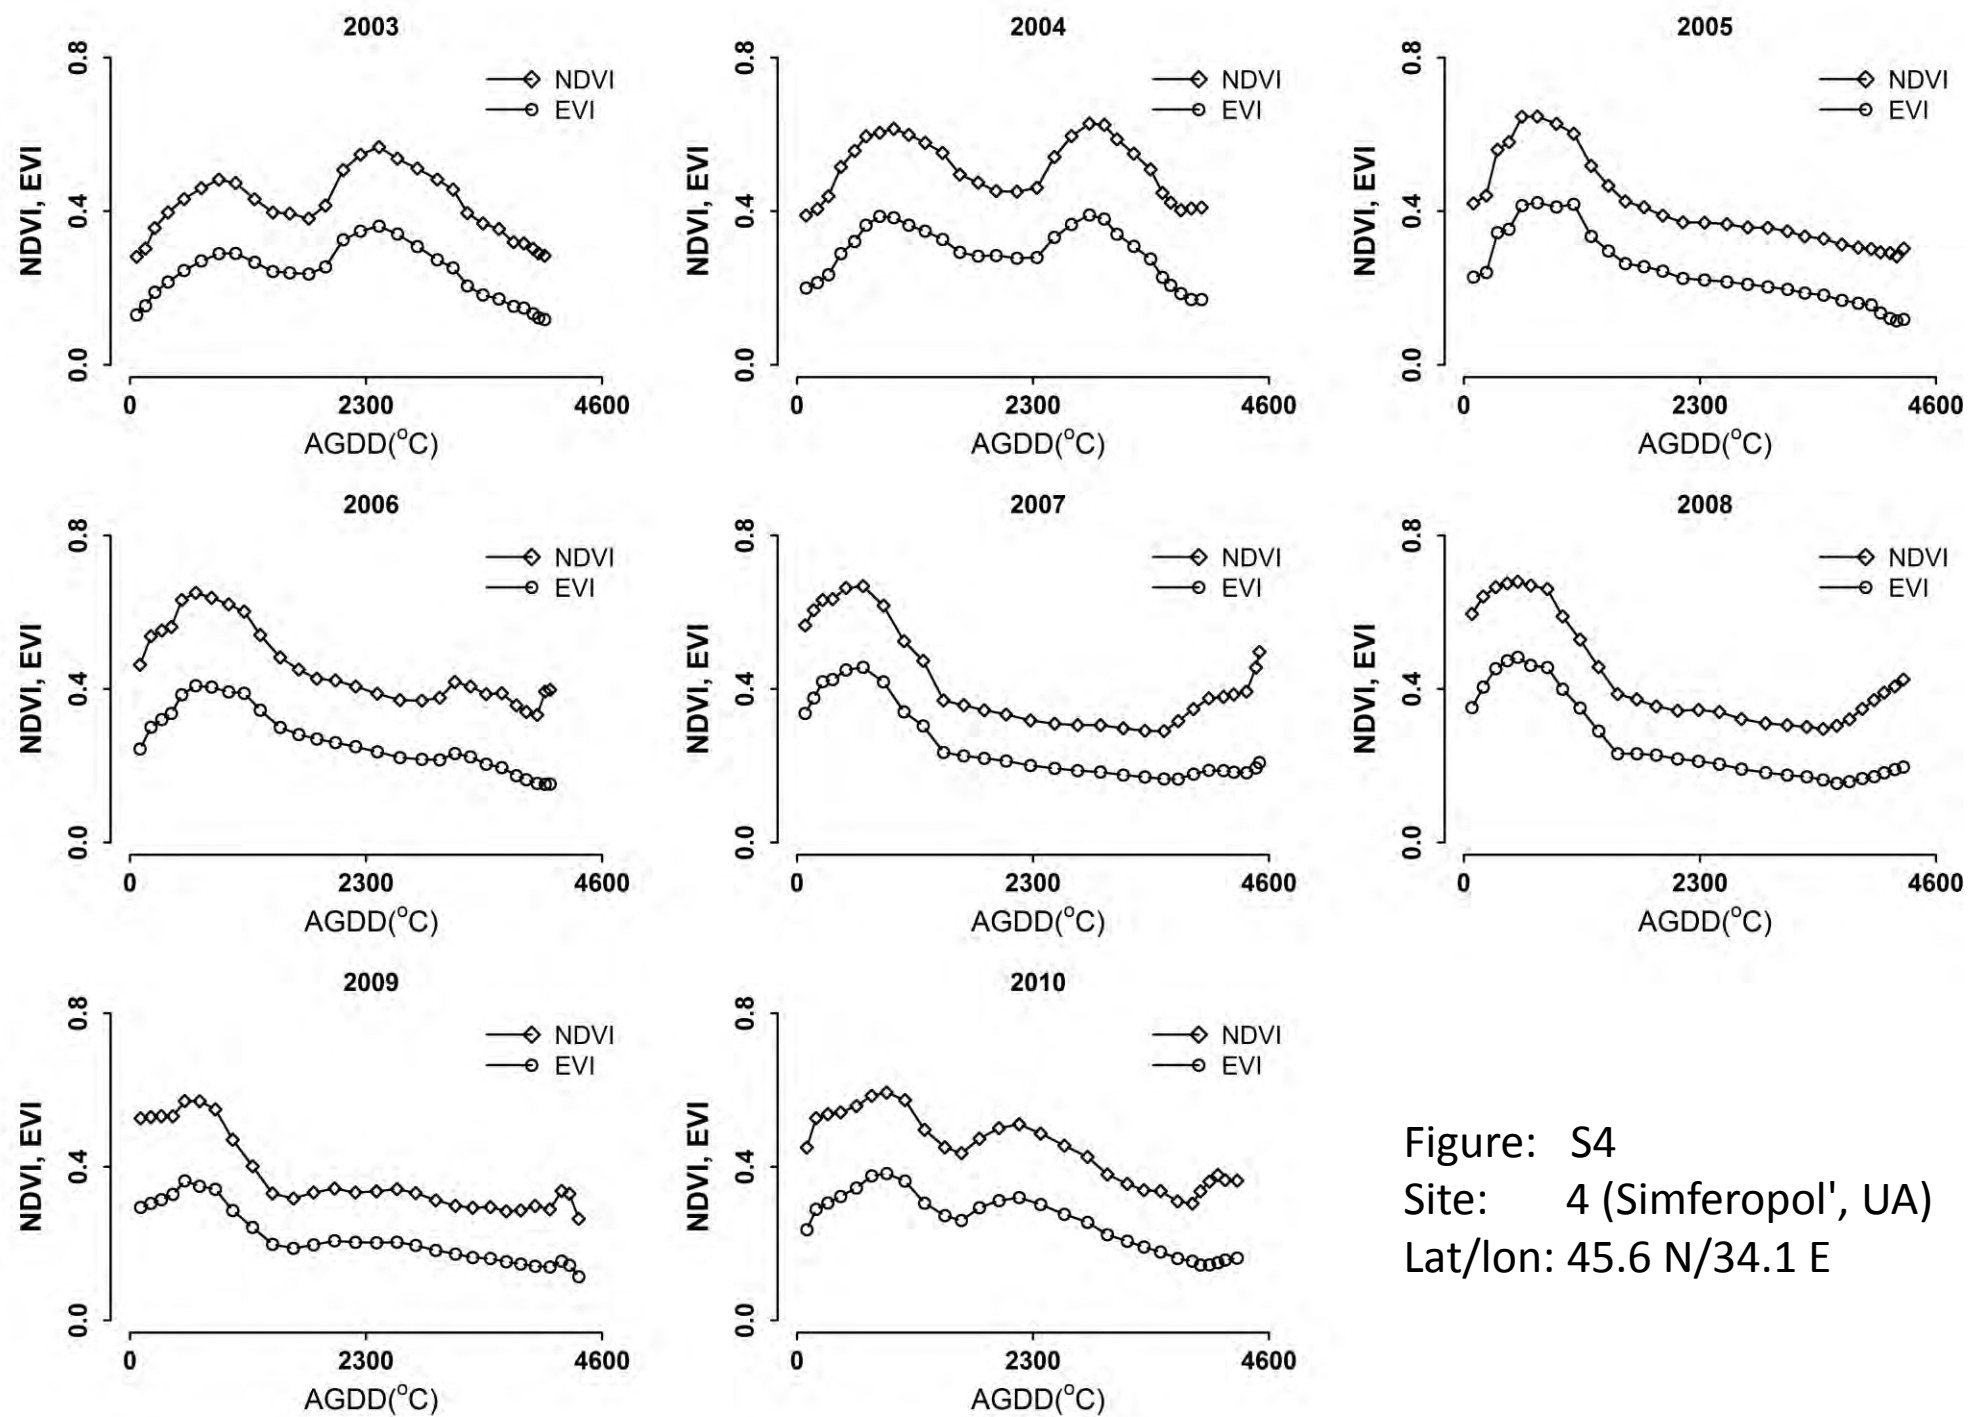 2003
0.8
0.4
0.0
NDVI, EVI
NDVI
EVI
0 2300 4600
AGDD(°C)
2004
0.8
0.4
0.0
NDVI, EVI
NDVI
EVI
0 2300 4600
AGDD(°C)
2005
0.8
0.4
0.0
NDVI, EVI
NDVI
EVI
0 2300 4600
AGDD(°C)
2006
0.8
0.4
0.0
NDVI, EVI
NDVI
EVI
0 2300 4600
AGDD(°C)
2007
0.8
0.4
0.0
NDVI, EVI
NDVI
EVI
0 2300 4600
AGDD(°C)
2008
0.8
0.4
0.0
NDVI, EVI
NDVI
EVI
0 2300 4600
AGDD(°C)
2009
0.8
0.4
0.0
NDVI, EVI
NDVI
EVI
0 2300 4600
AGDD(°C)
2010
0.8
0.4
0.0
NDVI, EVI
NDVI
EVI
0 2300 4600
AGDD(°C)
Figure: S4
Site: 4 (Simferopol', UA)
Lat/lon: 45.6 N/34.1 E